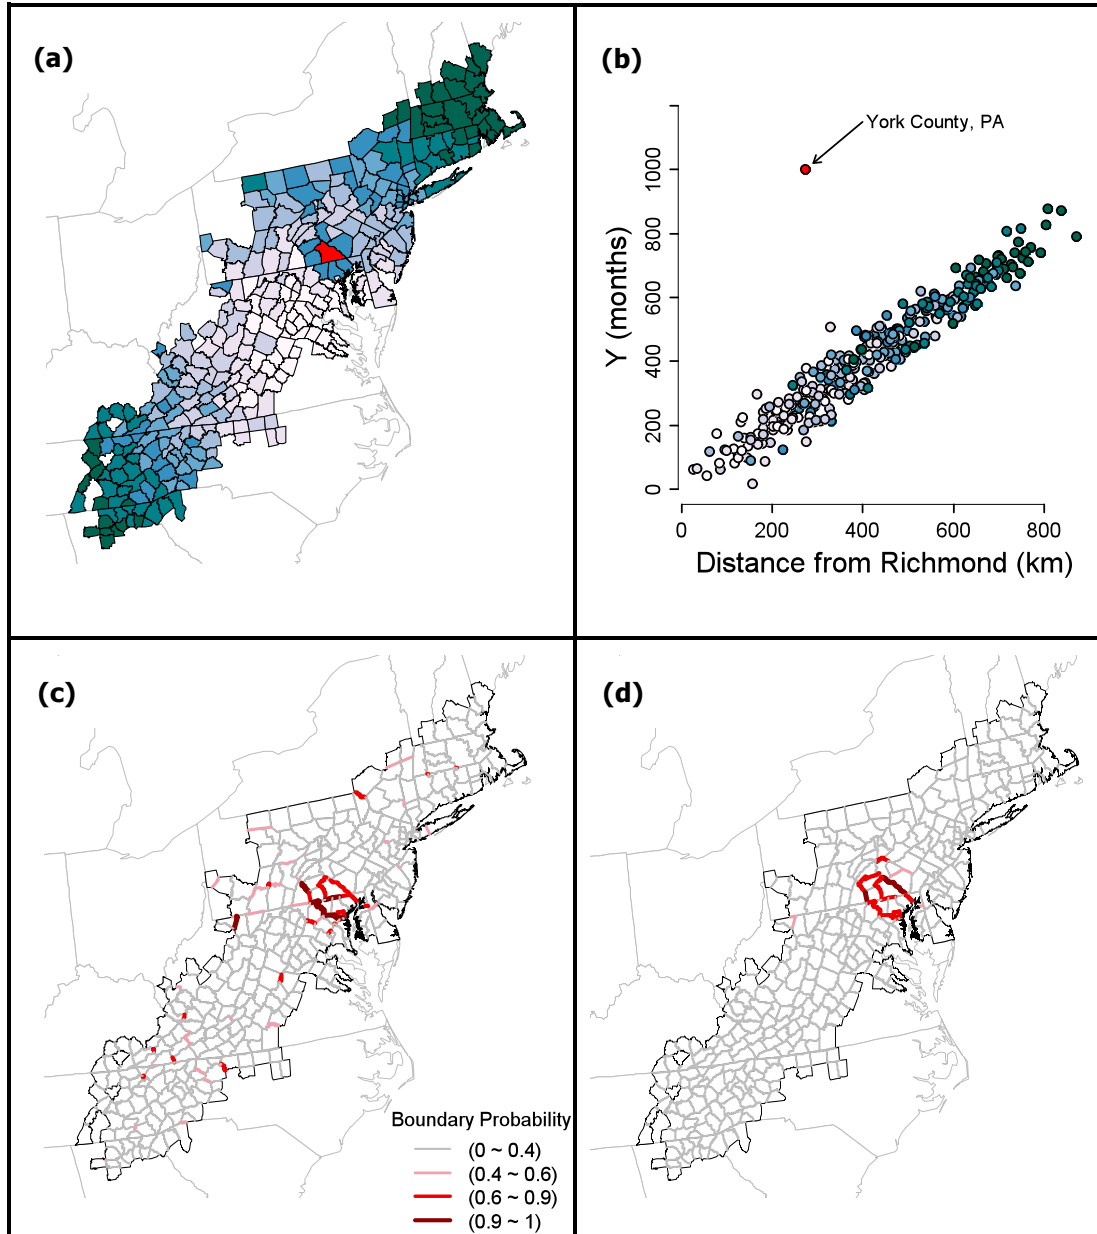 (a)
(b)
York County, PA
Y (months)
1000
800
600
400
200
0
0 200 400 600 800
Distance from Richmond (km)
(c)
(d)
Boundary Probability
(0 ~ 0.4)
(0.4 ~ 0.6)
(0.6 ~ 0.9)
(0.9 ~ 1)